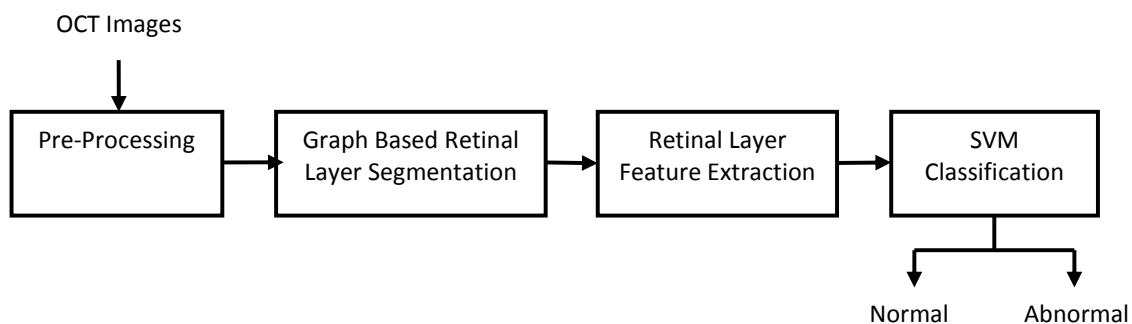 OCT Images
Pre-Processing
Graph Based Retinal
Layer Segmentation
Retinal Layer
Feature Extraction
SVM
Classification
Normal
Abnormal